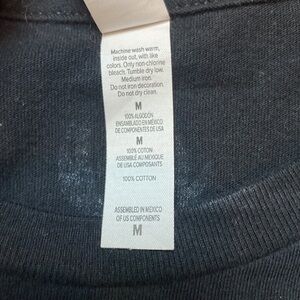 Machine wash warm,
inside out, with like
colors. Only non-chlorine
bleach. Tumble dry low.
Medium iron.
Do not iron decoration.
Do not dry clean.
M
100% ALGODÓN
ENSAMBLADO EN MÉXICO
DE COMPONENTES DE USA
M
100% COTON
ASSEMBLÉ AU MEXIQUE
DE USA COMPOSANTS
100% COTTON
ASSEMBLED IN MEXICO
OF US COMPONENTS
M